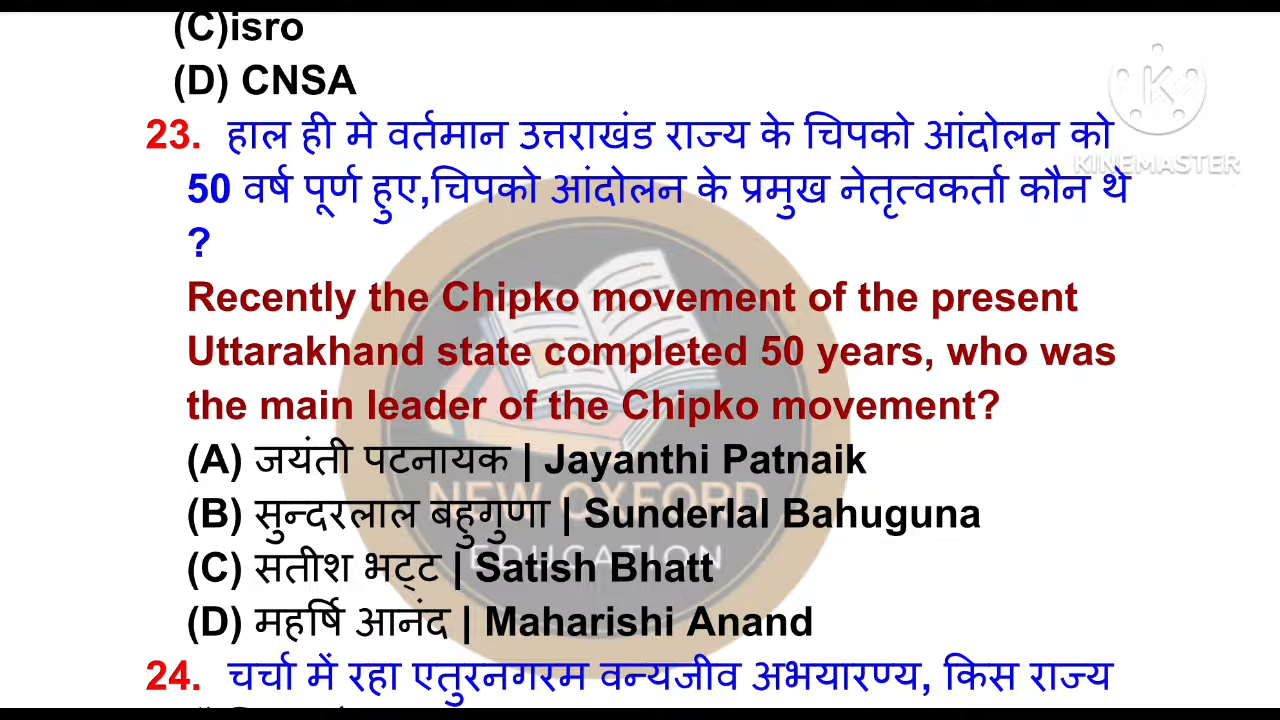 (C)isro
(D) CNSA
KINEMASTER
23. हाल ही मे वर्तमान उत्तराखंड राज्य के चिपको आंदोलन को
50 वर्ष पूर्ण हुए,चिपको आंदोलन के प्रमुख नेतृत्वकर्ता कौन थे
?
Recently the Chipko movement of the present
Uttarakhand state completed 50 years, who was
the main leader of the Chipko movement?
(A) जयंती पटनायक | Jayanthi Patnaik
NEW OXFORD
(B) सुन्दरलाल बहुगुणा | Sunderlal Bahuguna
EDUCATION
(C) सतीश भट्ट | Satish Bhatt
(D) महर्षि आनंद | Maharishi Anand
24. चर्चा में रहा एतुरनगरम वन्यजीव अभयारण्य, किस राज्य